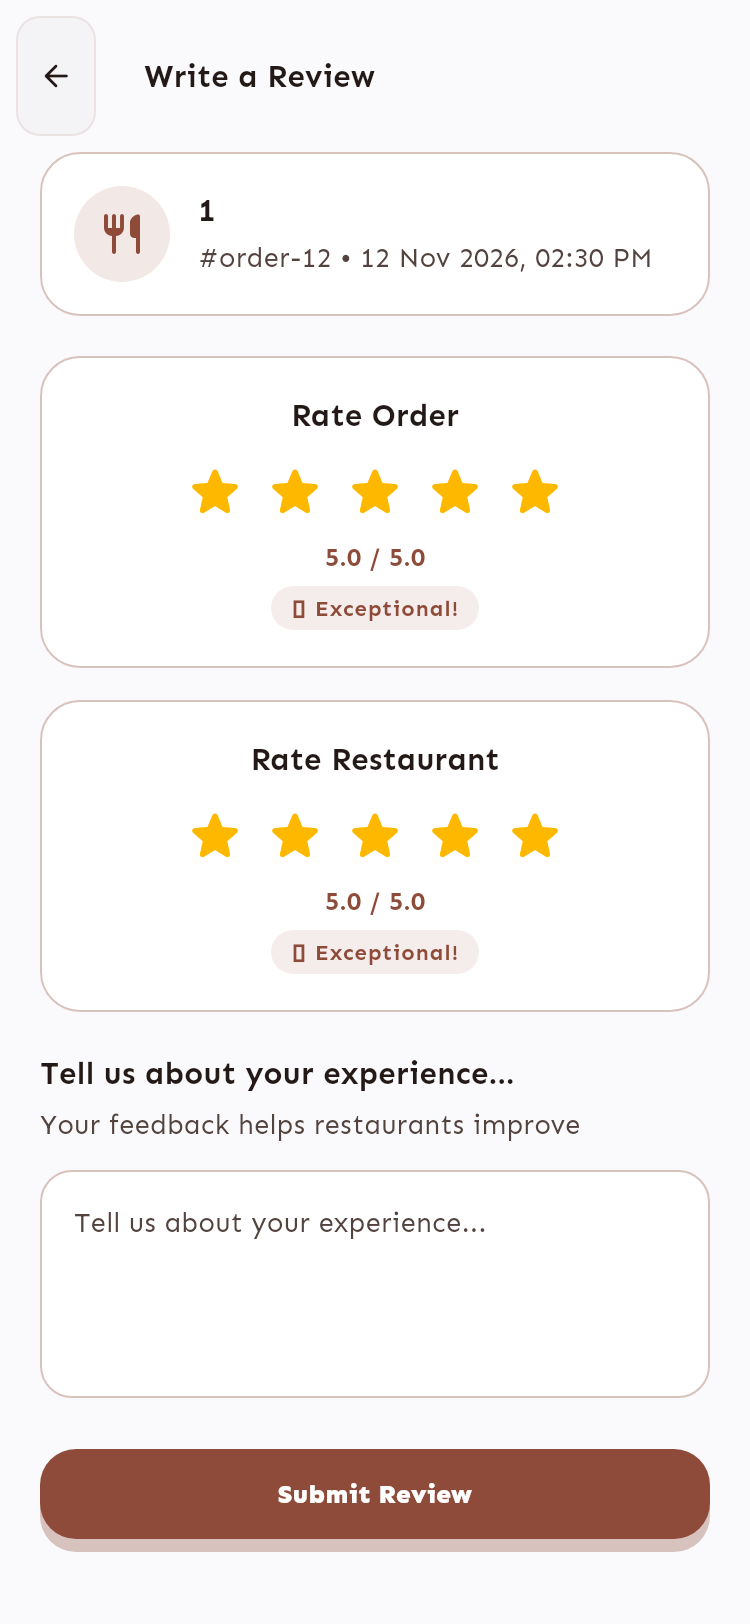 Write a Review
1
#order-12 • 12 Nov 2026, 02:30 PM
Rate Order
5.0 / 5.0
Exceptional!
Rate Restaurant
5.0 / 5.0
Exceptional!
Tell us about your experience...
Your feedback helps restaurants improve
Tell us about your experience...
Submit Review